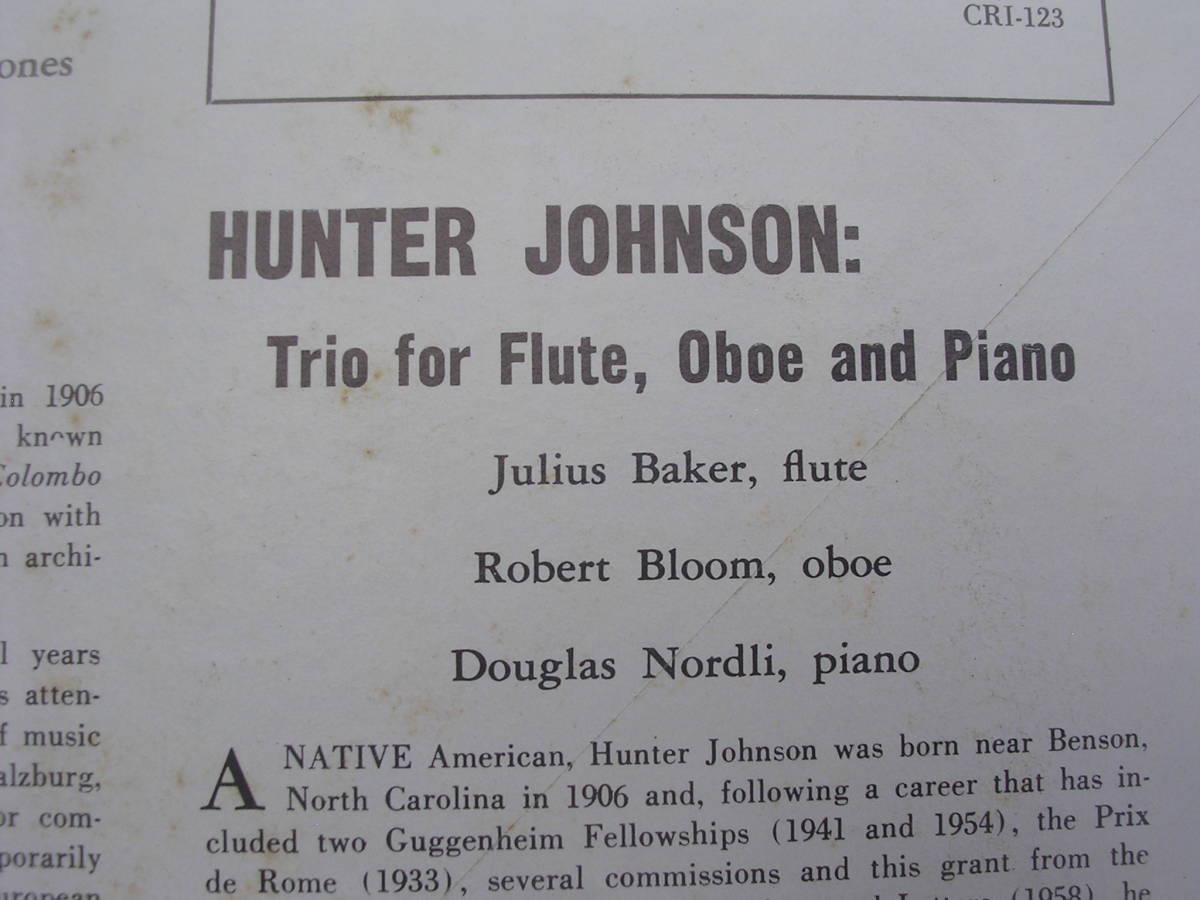 CRI-123
ones
in 1906
known
Colombo
on with
archi-
years
atten-
music
alzburg,
com-
porarily
HUNTER JOHNSON:
Trio for Flute, Oboe and Piano
Julius Baker, flute
Robert Bloom, oboe
Douglas Nordli, piano
A NATIVE American, Hunter Johnson was born near Benson,
North Carolina in 1906 and, following a career that has in-
cluded two Guggenheim Fellowships (1941 and 1954), the Prix
de Rome (1933), several commissions and this grant from the
(1958), he